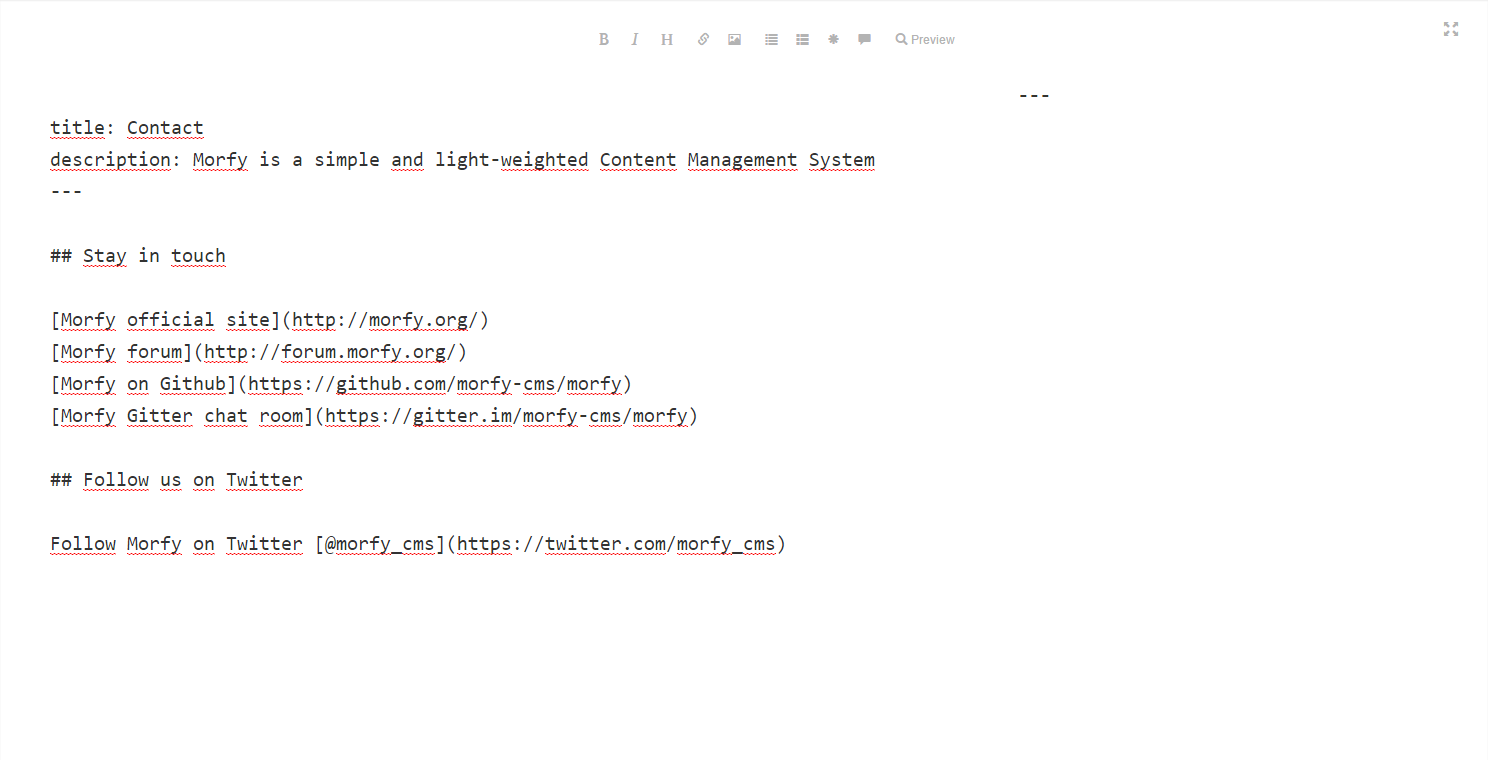 B I H Preview
---
title: Contact
description: Morfy is a simple and light-weighted Content Management System
---
## Stay in touch
[Morfy official site](http://morfy.org/)
[Morfy forum](http://forum.morfy.org/)
[Morfy on Github](https://github.com/morfy-cms/morfy)
[Morfy Gitter chat room](https://gitter.im/morfy-cms/morfy)
## Follow us on Twitter
Follow Morfy on Twitter [@morfy_cms](https://twitter.com/morfy_cms)